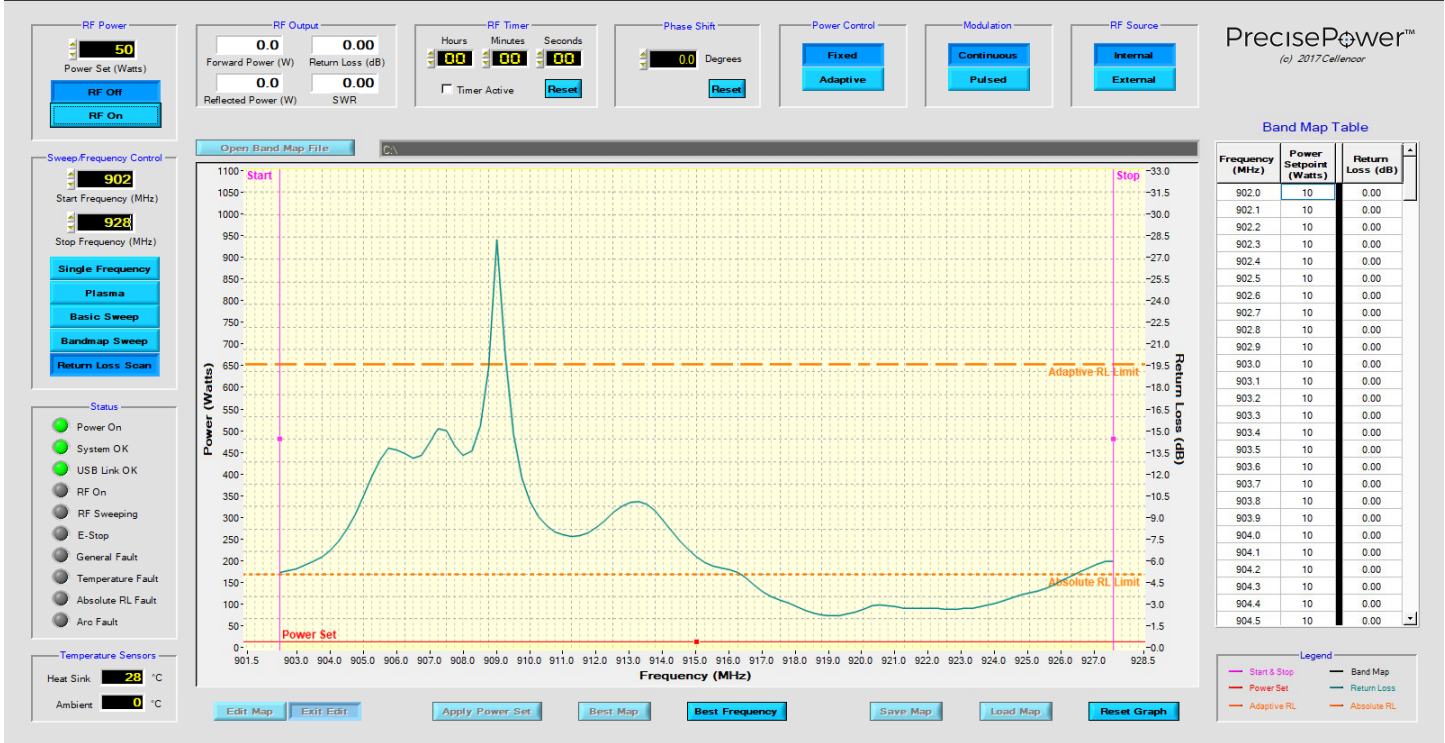 RF Power
50
Power Set (Watts)
RF Off
RF On
RF Output
0.0 0.00
Forward Power (W) Return Loss (dB)
0.0 0.00
Reflected Power (W) SWR
RF Timer
Hours Minutes Seconds
00 00 00
Timer Active Reset
Phase Shift
0.0 Degrees
Reset
Power Control
Fixed
Adaptive
Modulation
Continuous
Pulsed
RF Source
Internal
External
PrecisePower™
(c) 2017Cellencor
Sweep/Frequency Control
902
Start Frequency (MHz)
928
Stop Frequency (MHz)
Single Frequency
Plasma
Basic Sweep
Bandmap Sweep
Return Loss Scan
Status
Power On
System OK
USB Link OK
RF On
RF Sweeping
E-Stop
General Fault
Temperature Fault
Absolute RL Fault
Arc Fault
Temperature Sensors
Heat Sink 28 °C
Ambient 0 °C
Open Band Map File C:\
Start Stop
1100 -33.0
1050 -31.5
1000 -30.0
950 -28.5
900 -27.0
850 -25.5
800 -24.0
750 -22.5
700 -21.0
650 -19.5
Adaptive RL Limit
600 -18.0
550 -16.5
500 -15.0
450 -13.5
400 -12.0
350 -10.5
300 -9.0
250 -7.5
200 -6.0
150 -4.5
Absolute RL Limit
100 -3.0
50 -1.5
Power Set
0 -0.0
Power (Watts)
Return Loss (dB)
901.5 903.0 904.0 905.0 906.0 907.0 908.0 909.0 910.0 911.0 912.0 913.0 914.0 915.0 916.0 917.0 918.0 919.0 920.0 921.0 922.0 923.0 924.0 925.0 926.0 927.0 928.5
Frequency (MHz)
Edit Map Exit Edit Apply Power Set Best Map Best Frequency Save Map Load Map Reset Graph
Band Map Table
Frequency (MHz) Power Setpoint (Watts) Return Loss (dB)
902.0 10 0.00
902.1 10 0.00
902.2 10 0.00
902.3 10 0.00
902.4 10 0.00
902.5 10 0.00
902.6 10 0.00
902.7 10 0.00
902.8 10 0.00
902.9 10 0.00
903.0 10 0.00
903.1 10 0.00
903.2 10 0.00
903.3 10 0.00
903.4 10 0.00
903.5 10 0.00
903.6 10 0.00
903.7 10 0.00
903.8 10 0.00
903.9 10 0.00
904.0 10 0.00
904.1 10 0.00
904.2 10 0.00
904.3 10 0.00
904.4 10 0.00
904.5 10 0.00
Legend
Start & Stop Band Map
Power Set Return Loss
Adaptive RL Absolute RL